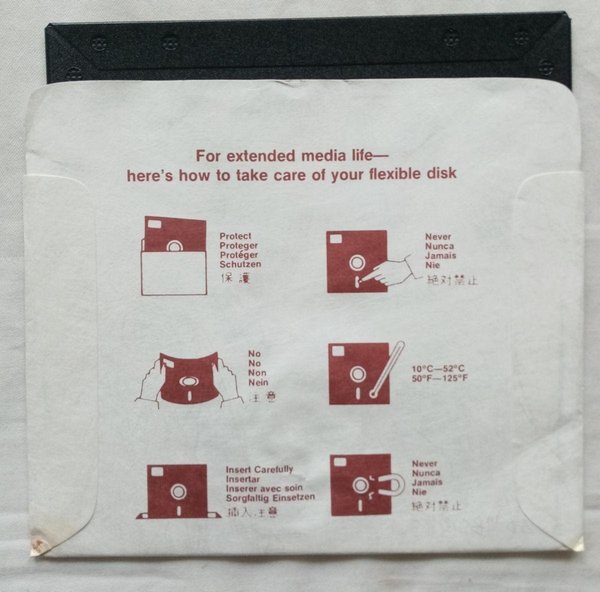 For extended media life—
here's how to take care of your flexible disk
Protect
Proteger
Protéger
Schutzen
保護
Never
Nunca
Jamais
Nie
絶対禁止
No
No
Non
Nein
注意
10°C—52°C
50°F—125°F
Insert Carefully
Insertar
Inserer avec soin
Sorgfaltig Einsetzen
挿入注意
Never
Nunca
Jamais
Nie
絶対禁止